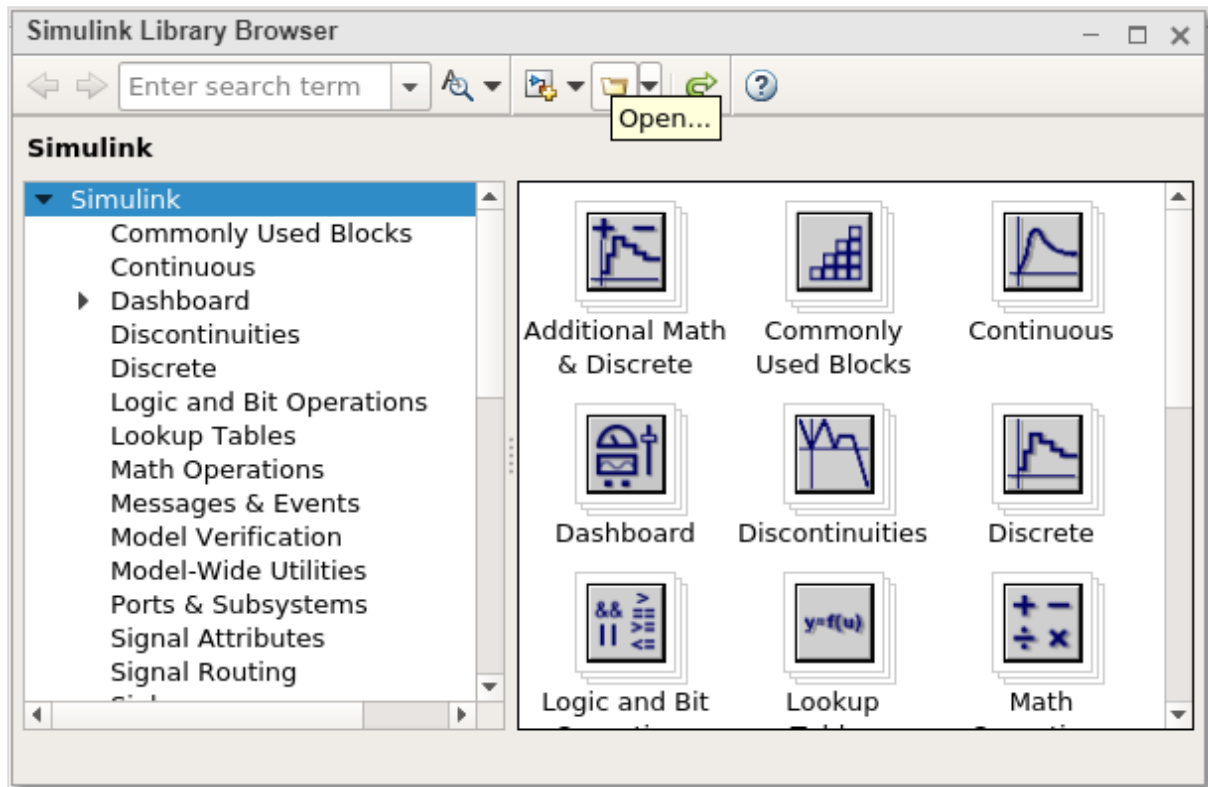 Simulink Library Browser
Enter search term
Open...
Simulink
Simulink
Commonly Used Blocks
Continuous
Dashboard
Discontinuities
Discrete
Logic and Bit Operations
Lookup Tables
Math Operations
Messages & Events
Model Verification
Model-Wide Utilities
Ports & Subsystems
Signal Attributes
Signal Routing
Additional Math
& Discrete
Commonly
Used Blocks
Continuous
Dashboard
Discontinuities
Discrete
&& >
== 
|| >=
<=
Logic and Bit
y=f(u)
Lookup
+ −
÷ ×
Math